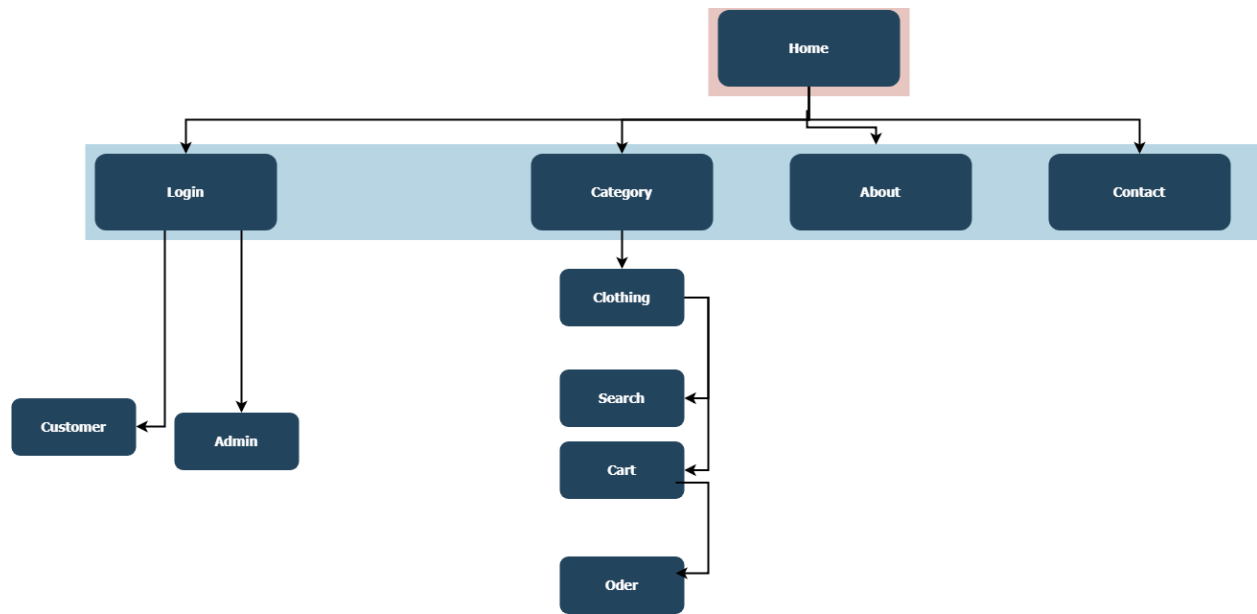 Home
Login
Category
About
Contact
Clothing
Search
Customer
Admin
Cart
Oder